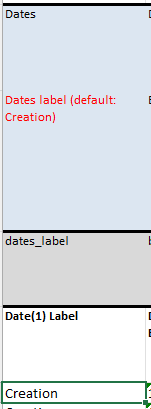 Dates
Dates label (default:
Creation)
dates_label
Date(1) Label
Creation